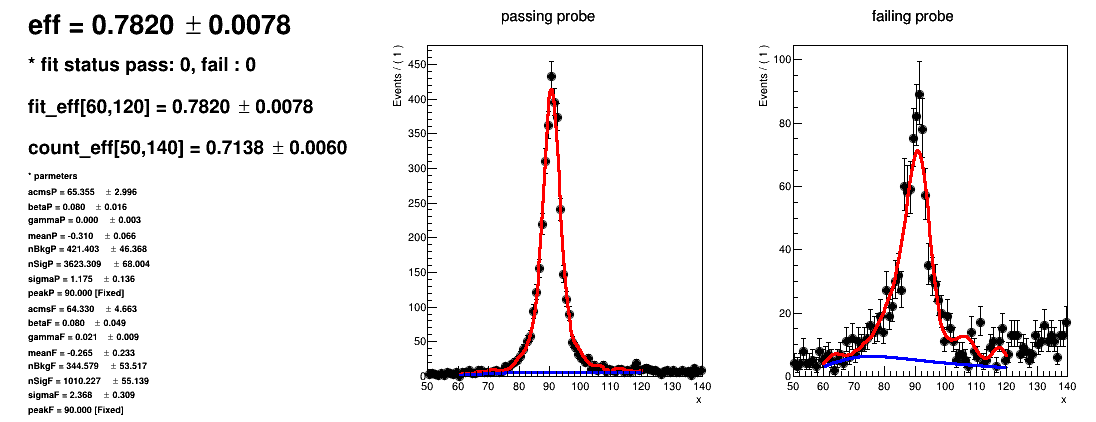 eff = 0.7820 ± 0.0078
* fit status pass: 0, fail : 0
fit_eff[60,120] = 0.7820 ± 0.0078
count_eff[50,140] = 0.7138 ± 0.0060
* parmeters
acmsP = 65.355 ± 2.996
betaP = 0.080 ± 0.016
gammaP = 0.000 ± 0.003
meanP = -0.310 ± 0.066
nBkgP = 421.403 ± 46.368
nSigP = 3623.309 ± 68.004
sigmaP = 1.175 ± 0.136
peakP = 90.000 [Fixed]
acmsF = 64.330 ± 4.663
betaF = 0.080 ± 0.049
gammaF = 0.021 ± 0.009
meanF = -0.265 ± 0.233
nBkgF = 344.579 ± 53.517
nSigF = 1010.227 ± 55.139
sigmaF = 2.368 ± 0.309
peakF = 90.000 [Fixed]
passing probe
Events / ( 1 )
450
400
350
300
250
200
150
100
50
0
50 60 70 80 90 100 110 120 130 140
x
failing probe
Events / ( 1 )
100
80
60
40
20
0
50 60 70 80 90 100 110 120 130 140
x